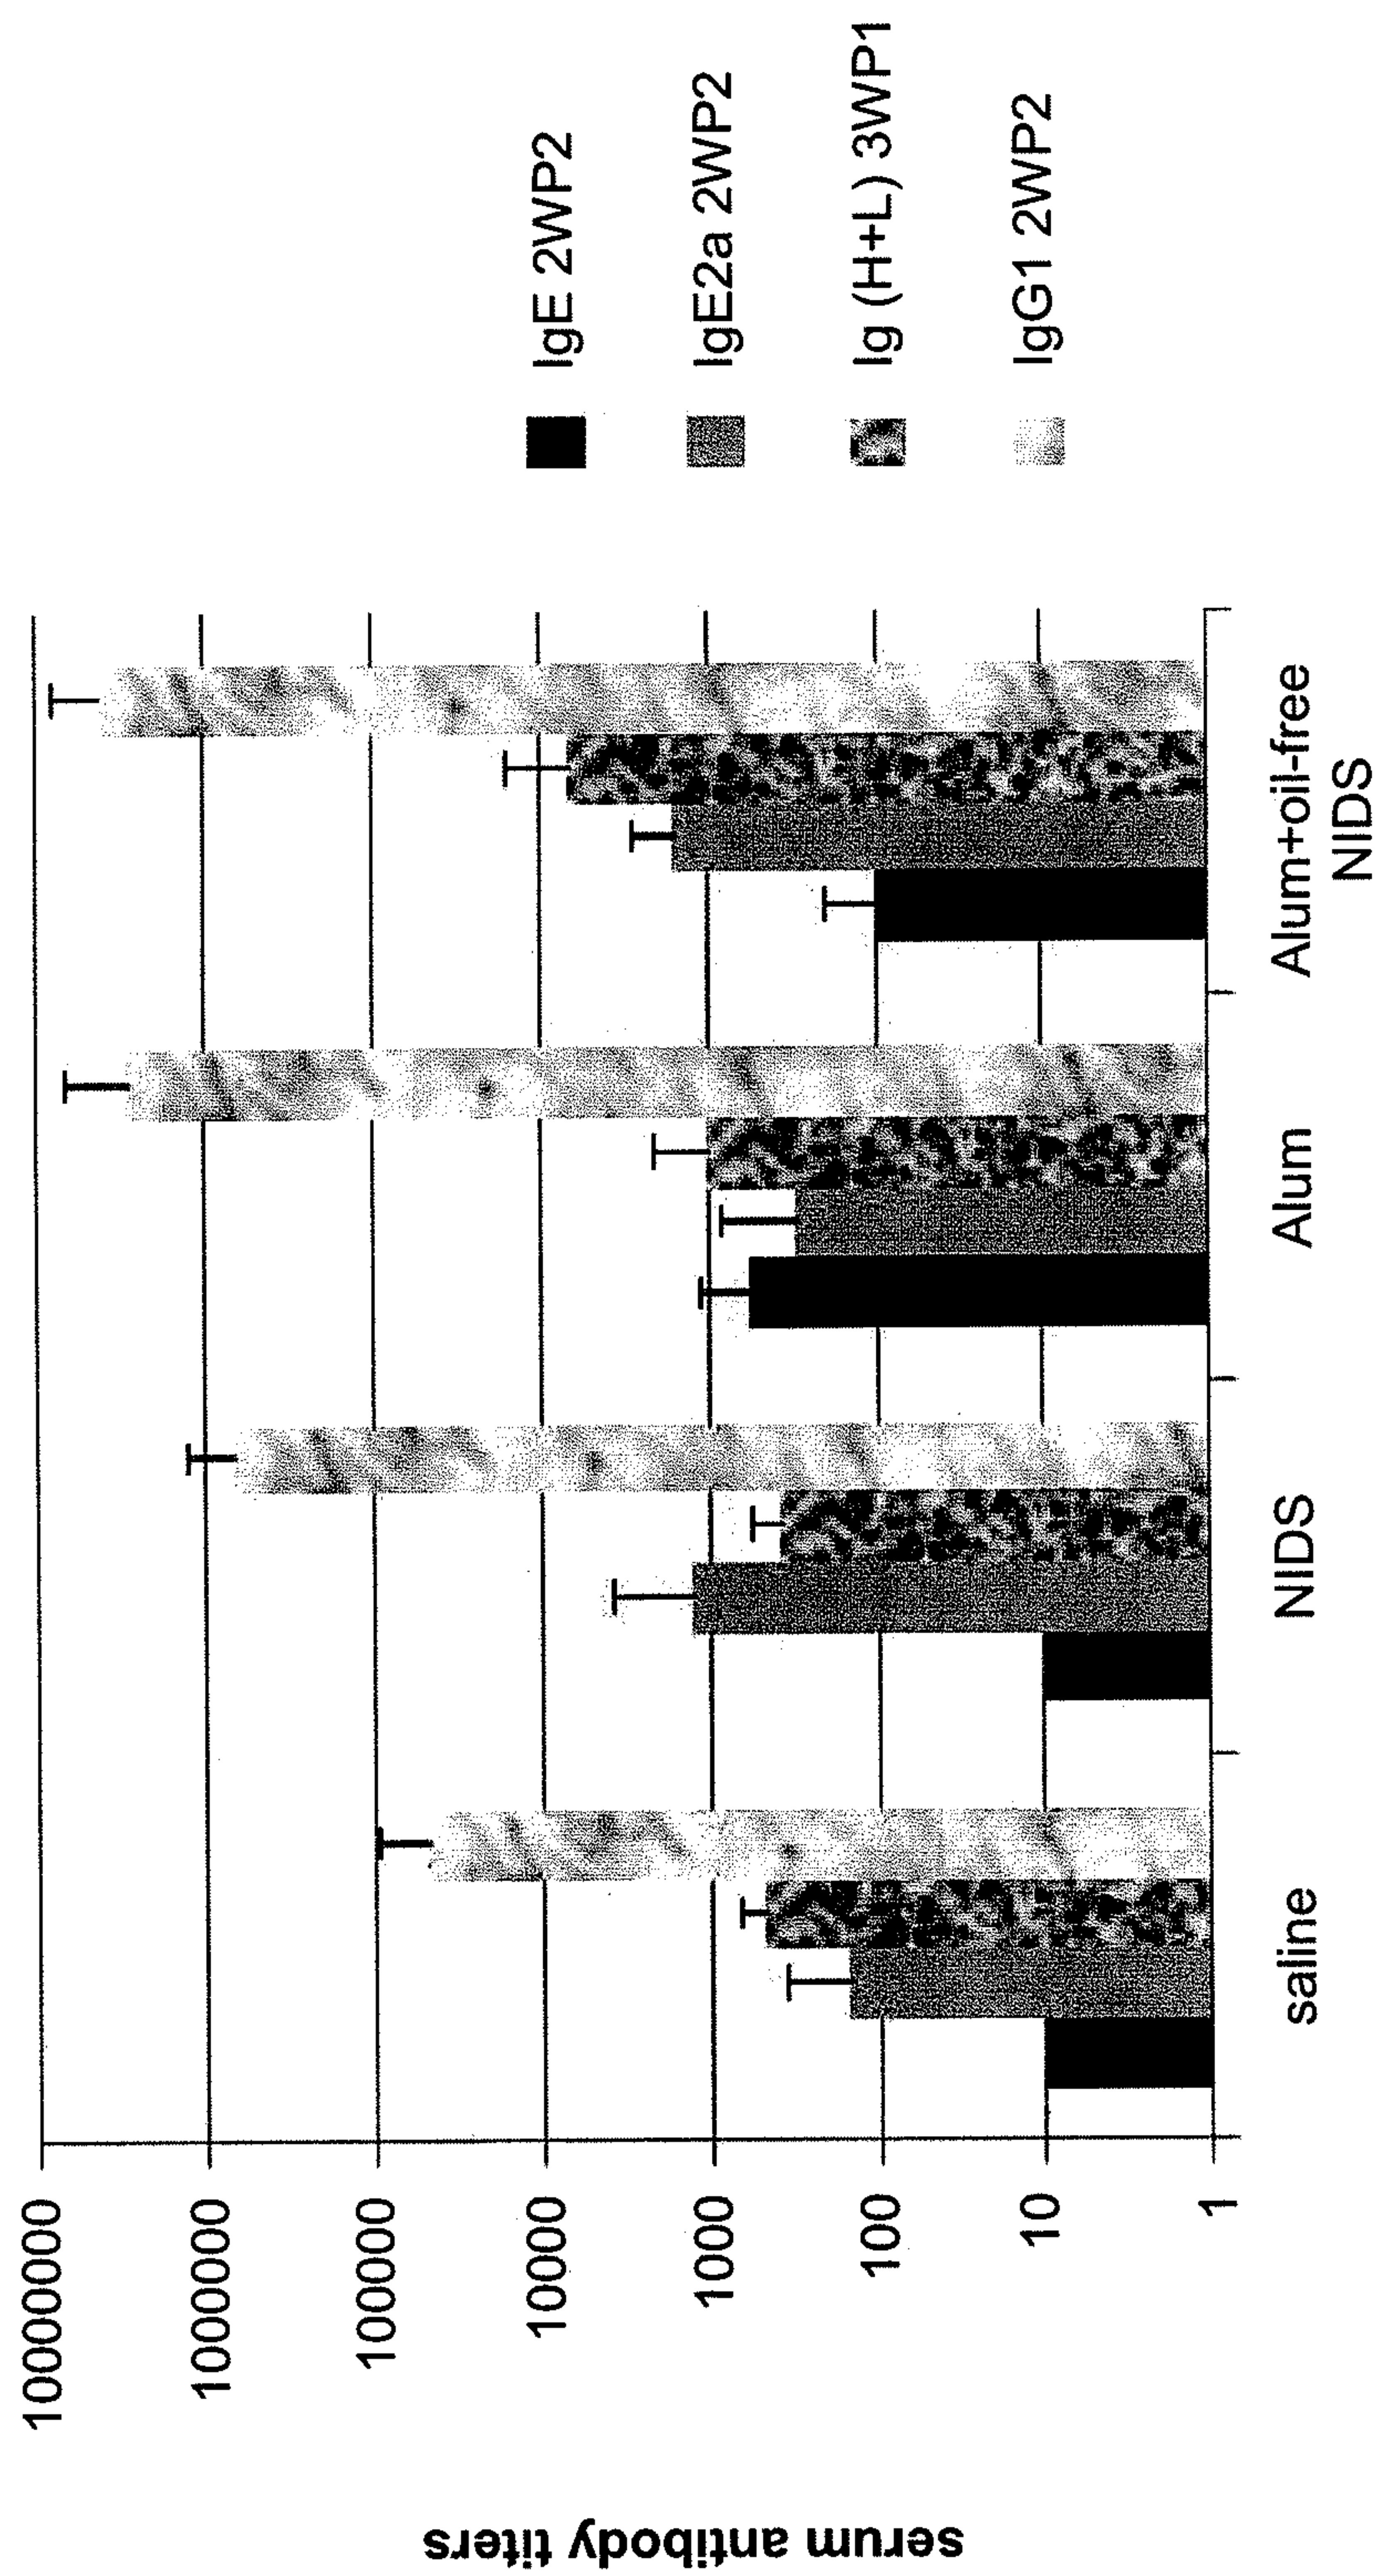 serum antibody titers
10000000
1000000
100000
10000
1000
100
10
1
saline
NIDS
Alum
Alum+oil-free
NIDS
IgE 2WP2
IgE2a 2WP2
Ig (H+L) 3WP1
IgG1 2WP2